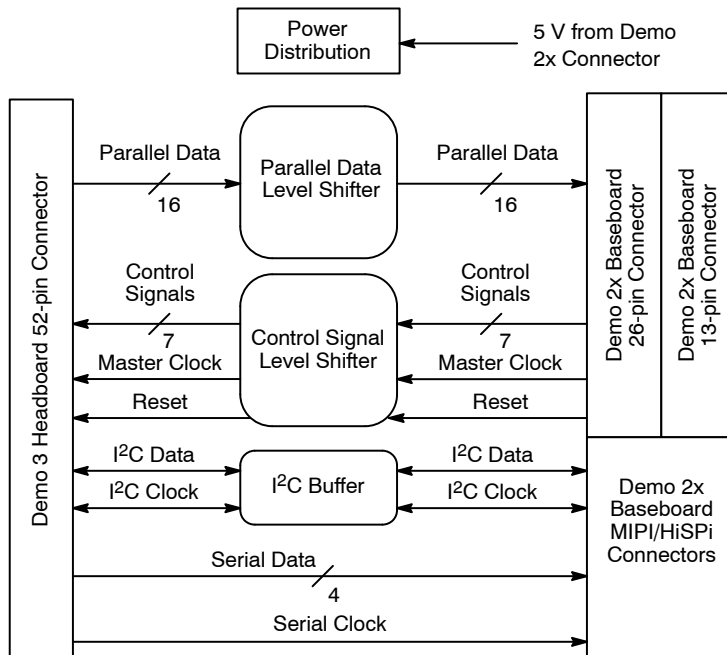 Power
Distribution
5 V from Demo
2x Connector
Demo 3 Headboard 52-pin Connector
Parallel Data
16
Parallel Data
Level Shifter
Parallel Data
16
Control
Signals
7
Master Clock
Reset
Control Signal
Level Shifter
Control
Signals
7
Master Clock
Reset
I²C Data
I²C Clock
I²C Buffer
I²C Data
I²C Clock
Serial Data
4
Serial Clock
Demo 2x Baseboard
26-pin Connector
Demo 2x Baseboard
13-pin Connector
Demo 2x
Baseboard
MIPI/HiSPi
Connectors